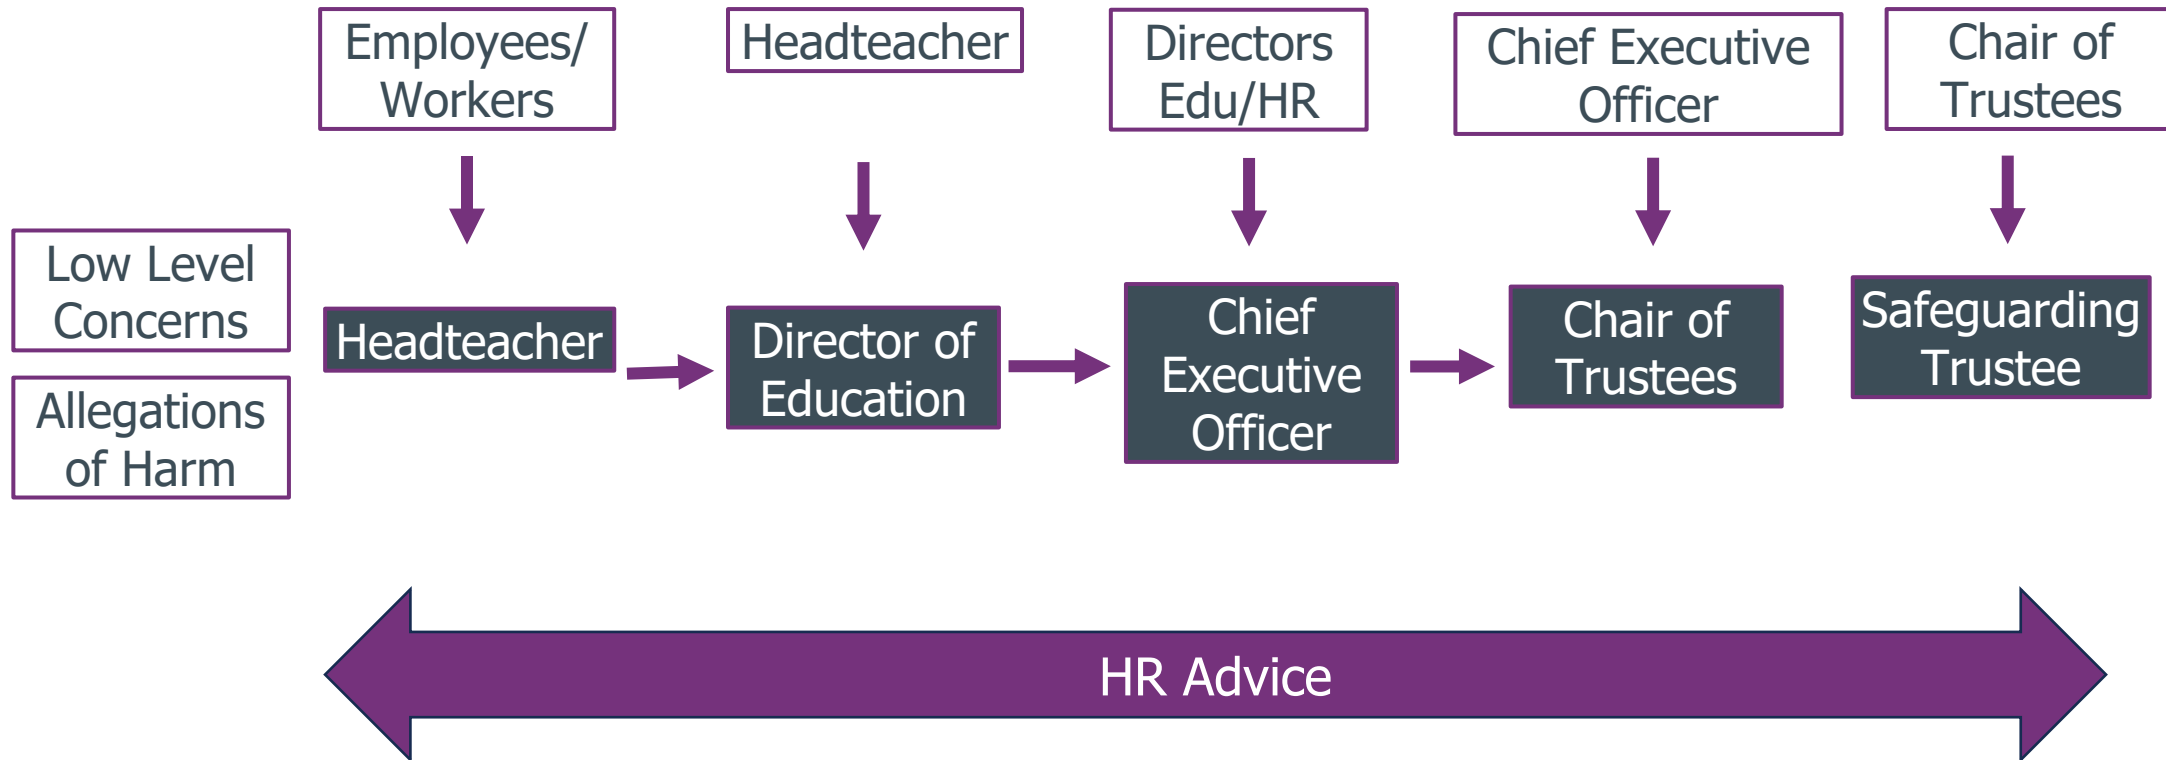 Employees/
Workers
Headteacher
Directors
Edu/HR
Chief Executive
Officer
Chair of
Trustees
Low Level
Concerns
Allegations
of Harm
Headteacher
Director of
Education
Chief
Executive
Officer
Chair of
Trustees
Safeguarding
Trustee
HR Advice